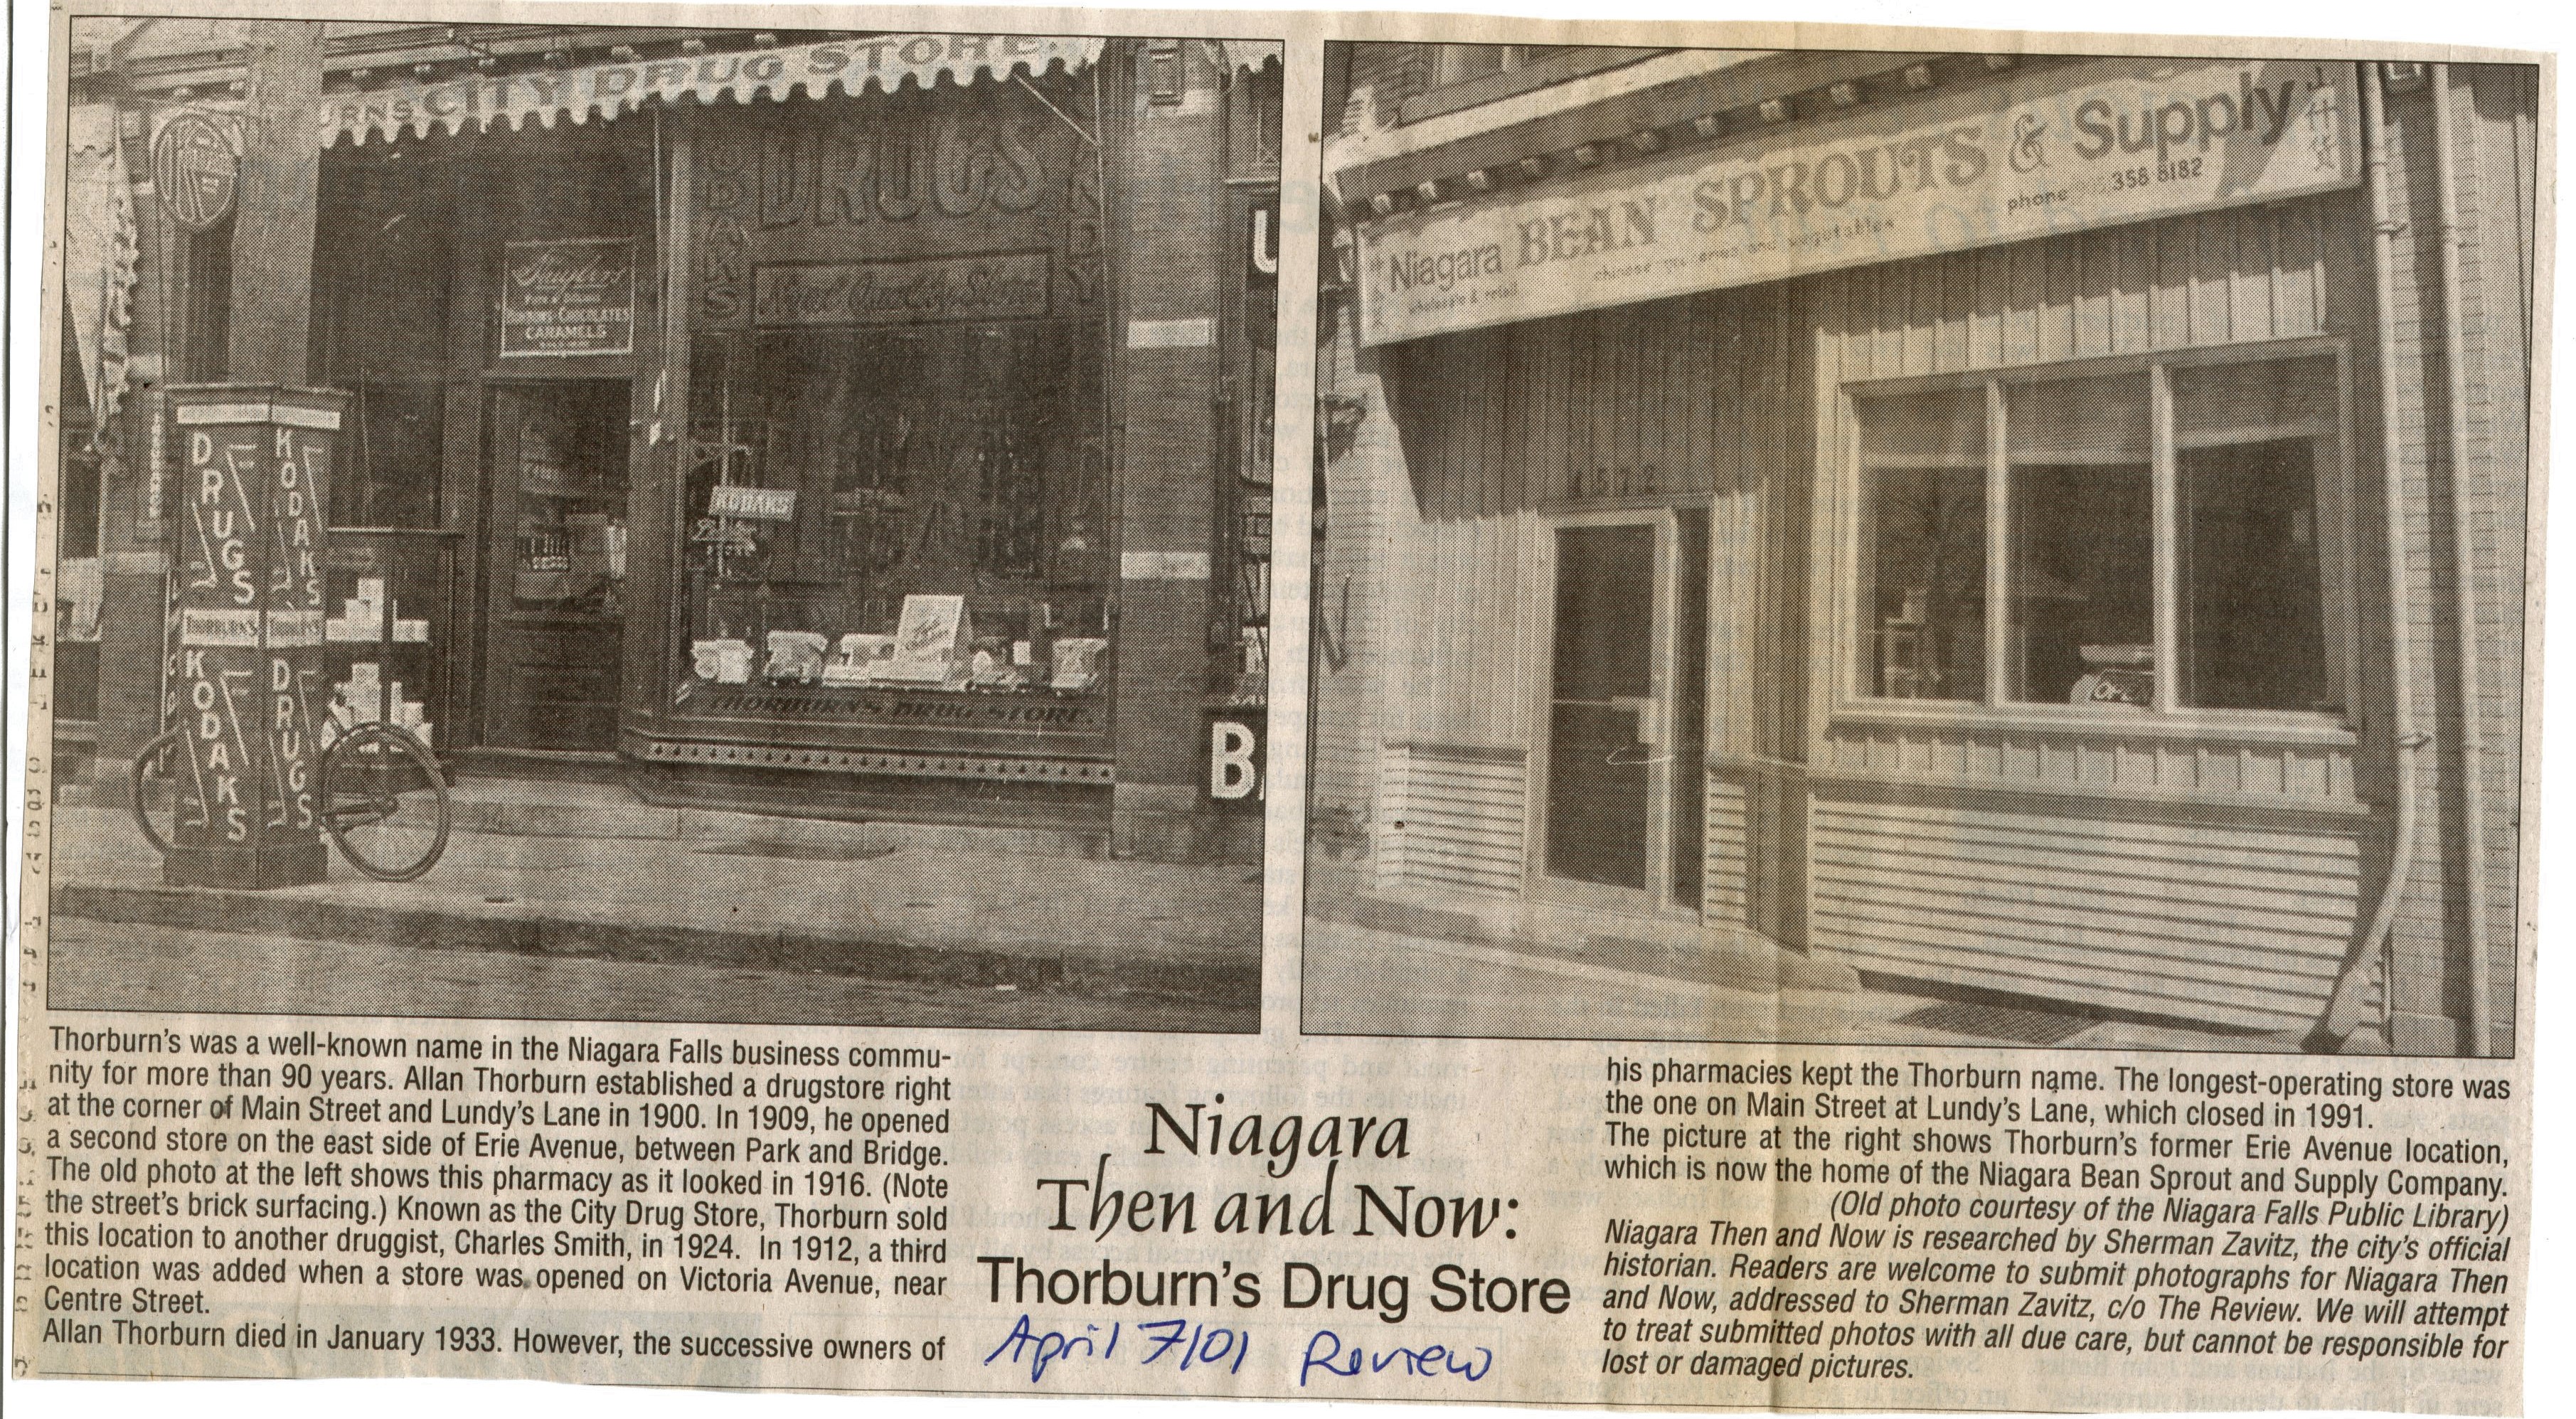 RNS CITY DRUG STORE
KODAKS
DRUGS
CANDY
Nyal Quality Store
Huyler's
CHOCOLATES
CARAMELS
KODAKS
DRUGS
KODAKS
THORBURN'S
KODAKS
DRUGS
THORBURN'S DRUG STORE.
U
B
Niagara BEAN SPROUTS & Supply
wholesale & retail
and vegetables
phone 358 8182
4572
OPEN
Thorburn's was a well-known name in the Niagara Falls business commu-
nity for more than 90 years. Allan Thorburn established a drugstore right
at the corner of Main Street and Lundy's Lane in 1900. In 1909, he opened
a second store on the east side of Erie Avenue, between Park and Bridge.
The old photo at the left shows this pharmacy as it looked in 1916. (Note
the street's brick surfacing.) Known as the City Drug Store, Thorburn sold
this location to another druggist, Charles Smith, in 1924. In 1912, a third
location was added when a store was opened on Victoria Avenue, near
Centre Street.
Allan Thorburn died in January 1933. However, the successive owners of
Niagara
Then and Now:
Thorburn's Drug Store
April 7/01 Review
his pharmacies kept the Thorburn name. The longest-operating store was
the one on Main Street at Lundy's Lane, which closed in 1991.
The picture at the right shows Thorburn's former Erie Avenue location,
which is now the home of the Niagara Bean Sprout and Supply Company.
(Old photo courtesy of the Niagara Falls Public Library)
Niagara Then and Now is researched by Sherman Zavitz, the city's official
historian. Readers are welcome to submit photographs for Niagara Then
and Now, addressed to Sherman Zavitz, c/o The Review. We will attempt
to treat submitted photos with all due care, but cannot be responsible for
lost or damaged pictures.